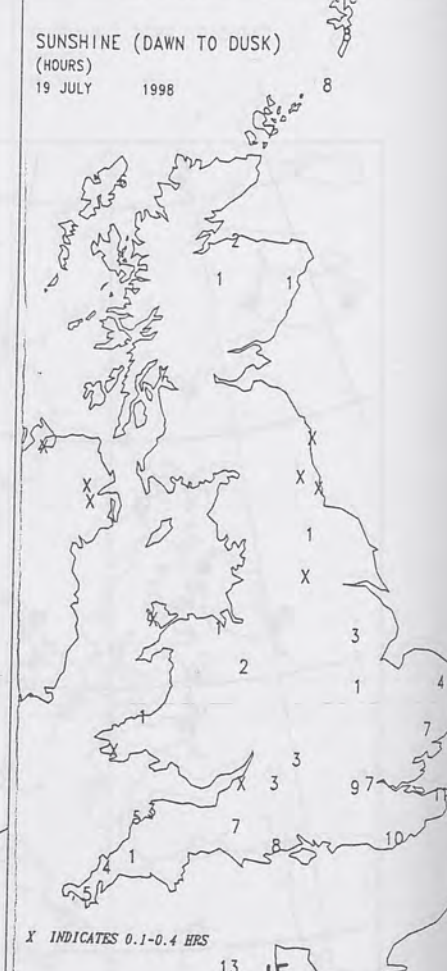 SUNSHINE (DAWN TO DUSK)
(HOURS)
19 JULY 1998
8
2
1 1
X
X
X X
X X
1
X
X
1 3
2 1 4
1 7
X
3
X 3 9 7
5 3
7
8 10
4 1
5
X INDICATES 0.1-0.4 HRS
13